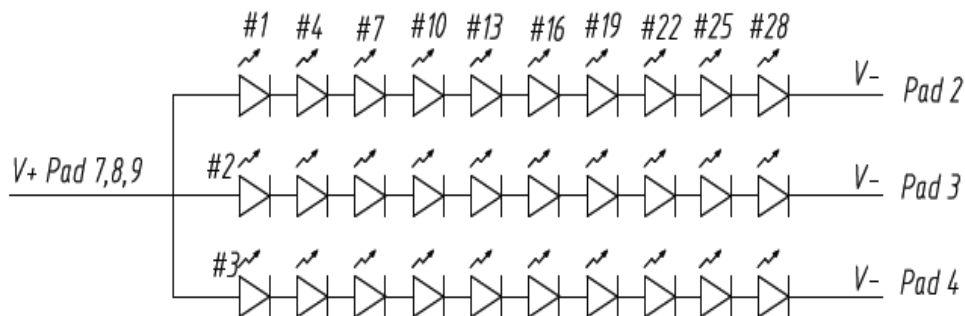 #1 #4 #7 #10 #13 #16 #19 #22 #25 #28
V- Pad 2
V+ Pad 7,8,9
#2
V- Pad 3
#3
V- Pad 4